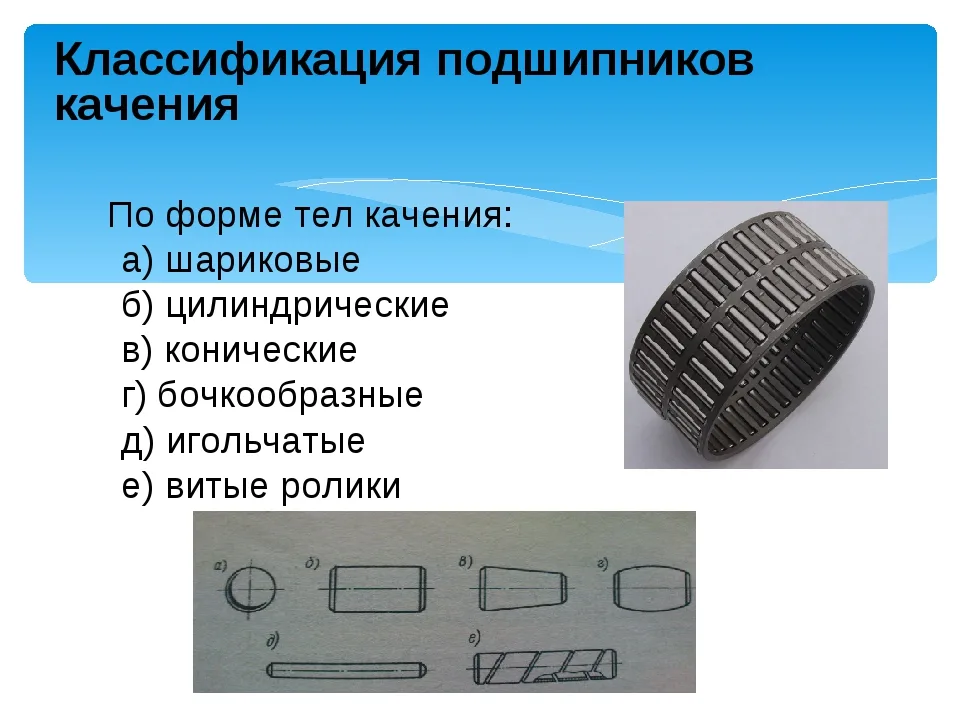 Классификация подшипников
качения
По форме тел качения:
а) шариковые
б) цилиндрические
в) конические
г) бочкообразные
д) игольчатые
е) витые ролики
а) б) в) г)
д) е)